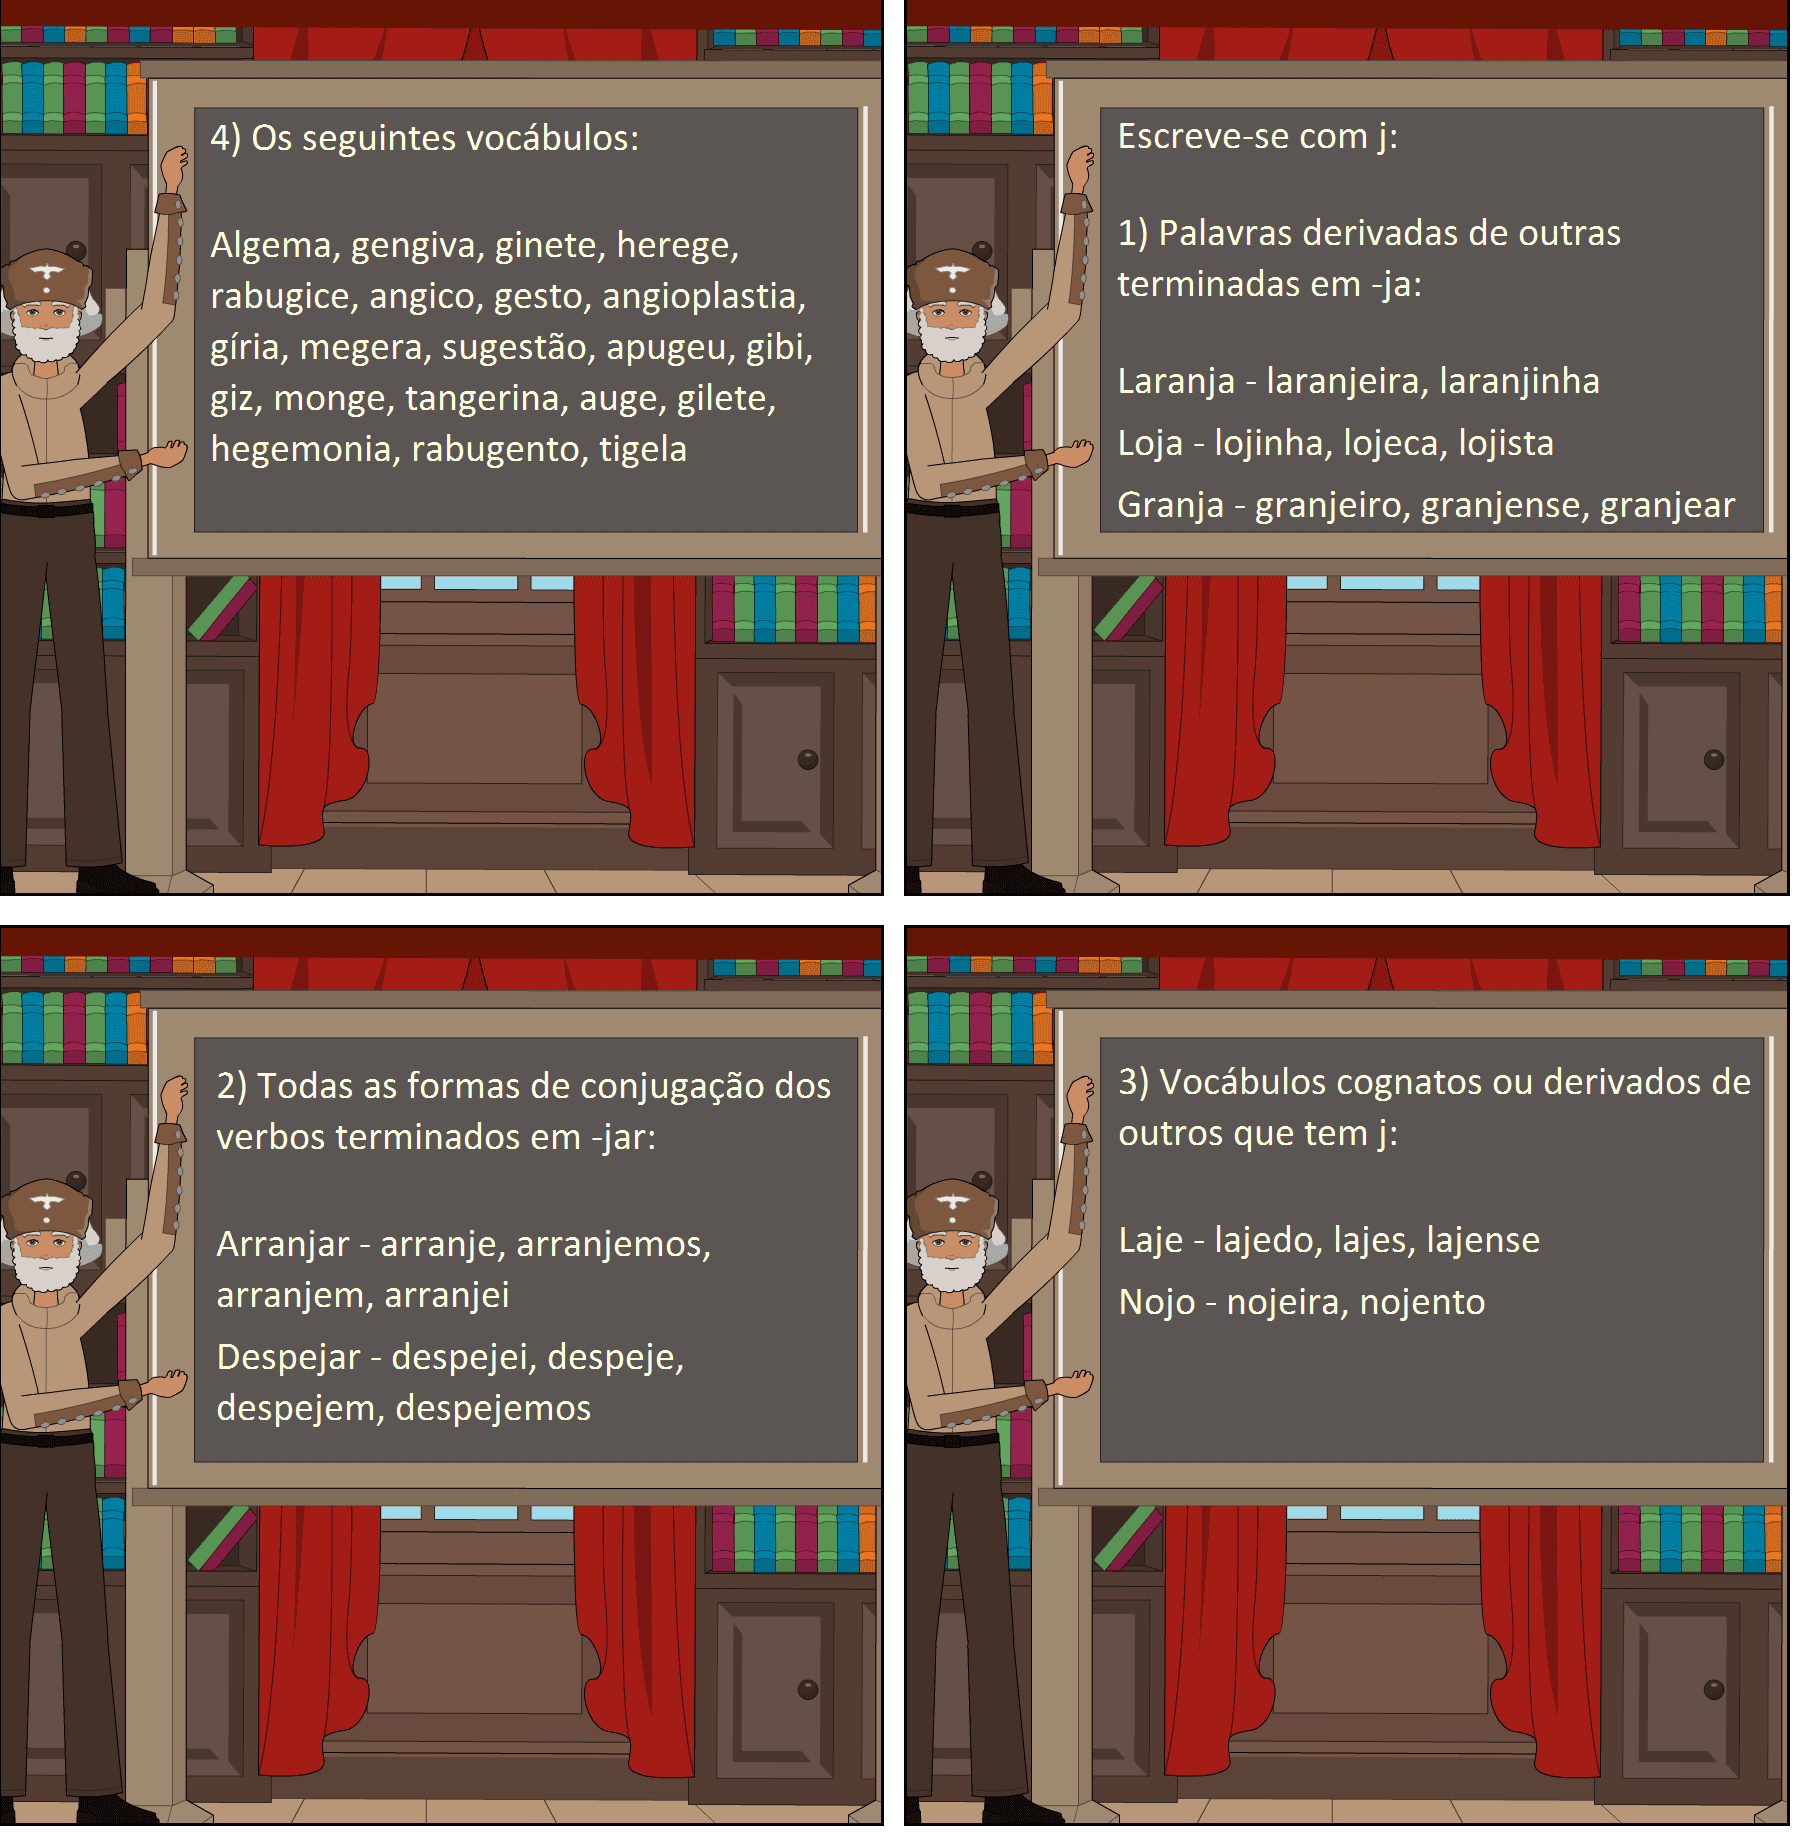 4) Os seguintes vocábulos:
Algema, gengiva, ginete, herege,
rabugice, angico, gesto, angioplastia,
gíria, megera, sugestão, apugeu, gibi,
giz, monge, tangerina, auge, gilete,
hegemonia, rabugento, tigela
Escreve-se com j:
1) Palavras derivadas de outras
terminadas em -ja:
Laranja - laranjeira, laranjinha
Loja - lojinha, lojeca, lojista
Granja - granjeiro, granjense, granjear
2) Todas as formas de conjugação dos
verbos terminados em -jar:
Arranjar - arranje, arranjemos,
arranjem, arranjei
Despejar - despejei, despeje,
despejem, despejemos
3) Vocábulos cognatos ou derivados de
outros que tem j:
Laje - lajedo, lajes, lajense
Nojo - nojeira, nojento